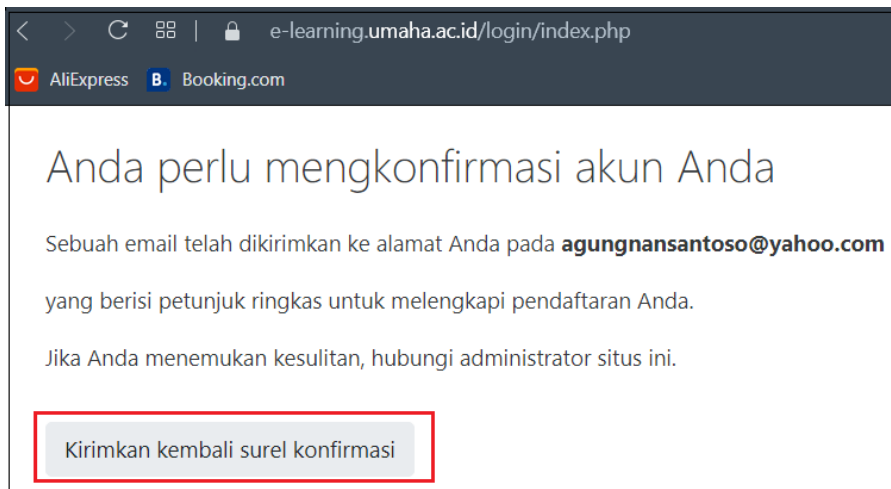 e-learning.umaha.ac.id/login/index.php
AliExpress B. Booking.com
Anda perlu mengkonfirmasi akun Anda
Sebuah email telah dikirimkan ke alamat Anda pada agungnansantoso@yahoo.com
yang berisi petunjuk ringkas untuk melengkapi pendaftaran Anda.
Jika Anda menemukan kesulitan, hubungi administrator situs ini.
Kirimkan kembali surel konfirmasi